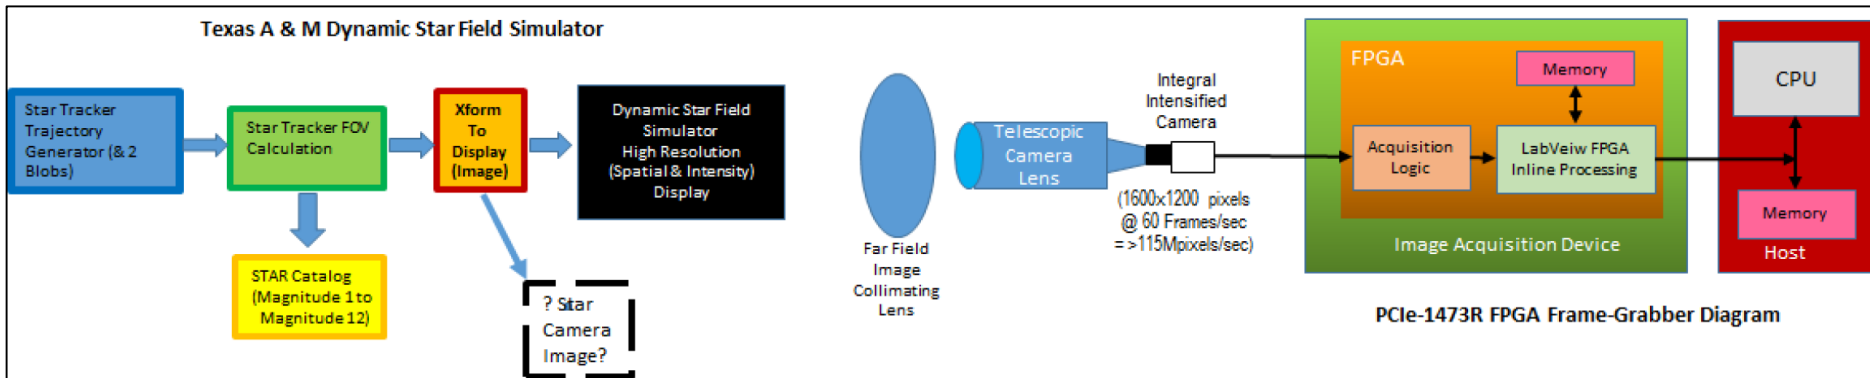 Texas A & M Dynamic Star Field Simulator
Star Tracker
Trajectory
Generator (& 2
Blobs)
Star Tracker FOV
Calculation
Xform
To
Display
(Image)
Dynamic Star Field
Simulator
High Resolution
(Spatial & Intensity)
Display
STAR Catalog
(Magnitude 1 to
Magnitude 12)
? Star
Camera
Image?
Far Field
Image
Collimating
Lens
Telescopic
Camera
Lens
Integral
Intensified
Camera
(1600x1200 pixels
@ 60 Frames/sec
= >115Mpixels/sec)
FPGA
Memory
Acquisition
Logic
LabVeiw FPGA
Inline Processing
Image Acquisition Device
CPU
Memory
Host
PCIe-1473R FPGA Frame-Grabber Diagram